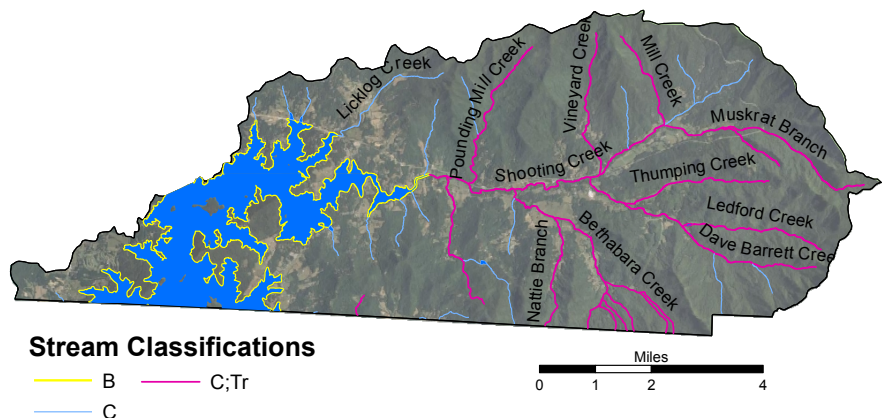 Licklog Creek
Pounding Mill Creek
Vineyard Creek
Mill Creek
Muskrat Branch
Shooting Creek
Thumping Creek
Ledford Creek
Dave Barrett Cree
Bethabara Creek
Nattie Branch
Stream Classifications
B
C;Tr
C
Miles
0 1 2 4